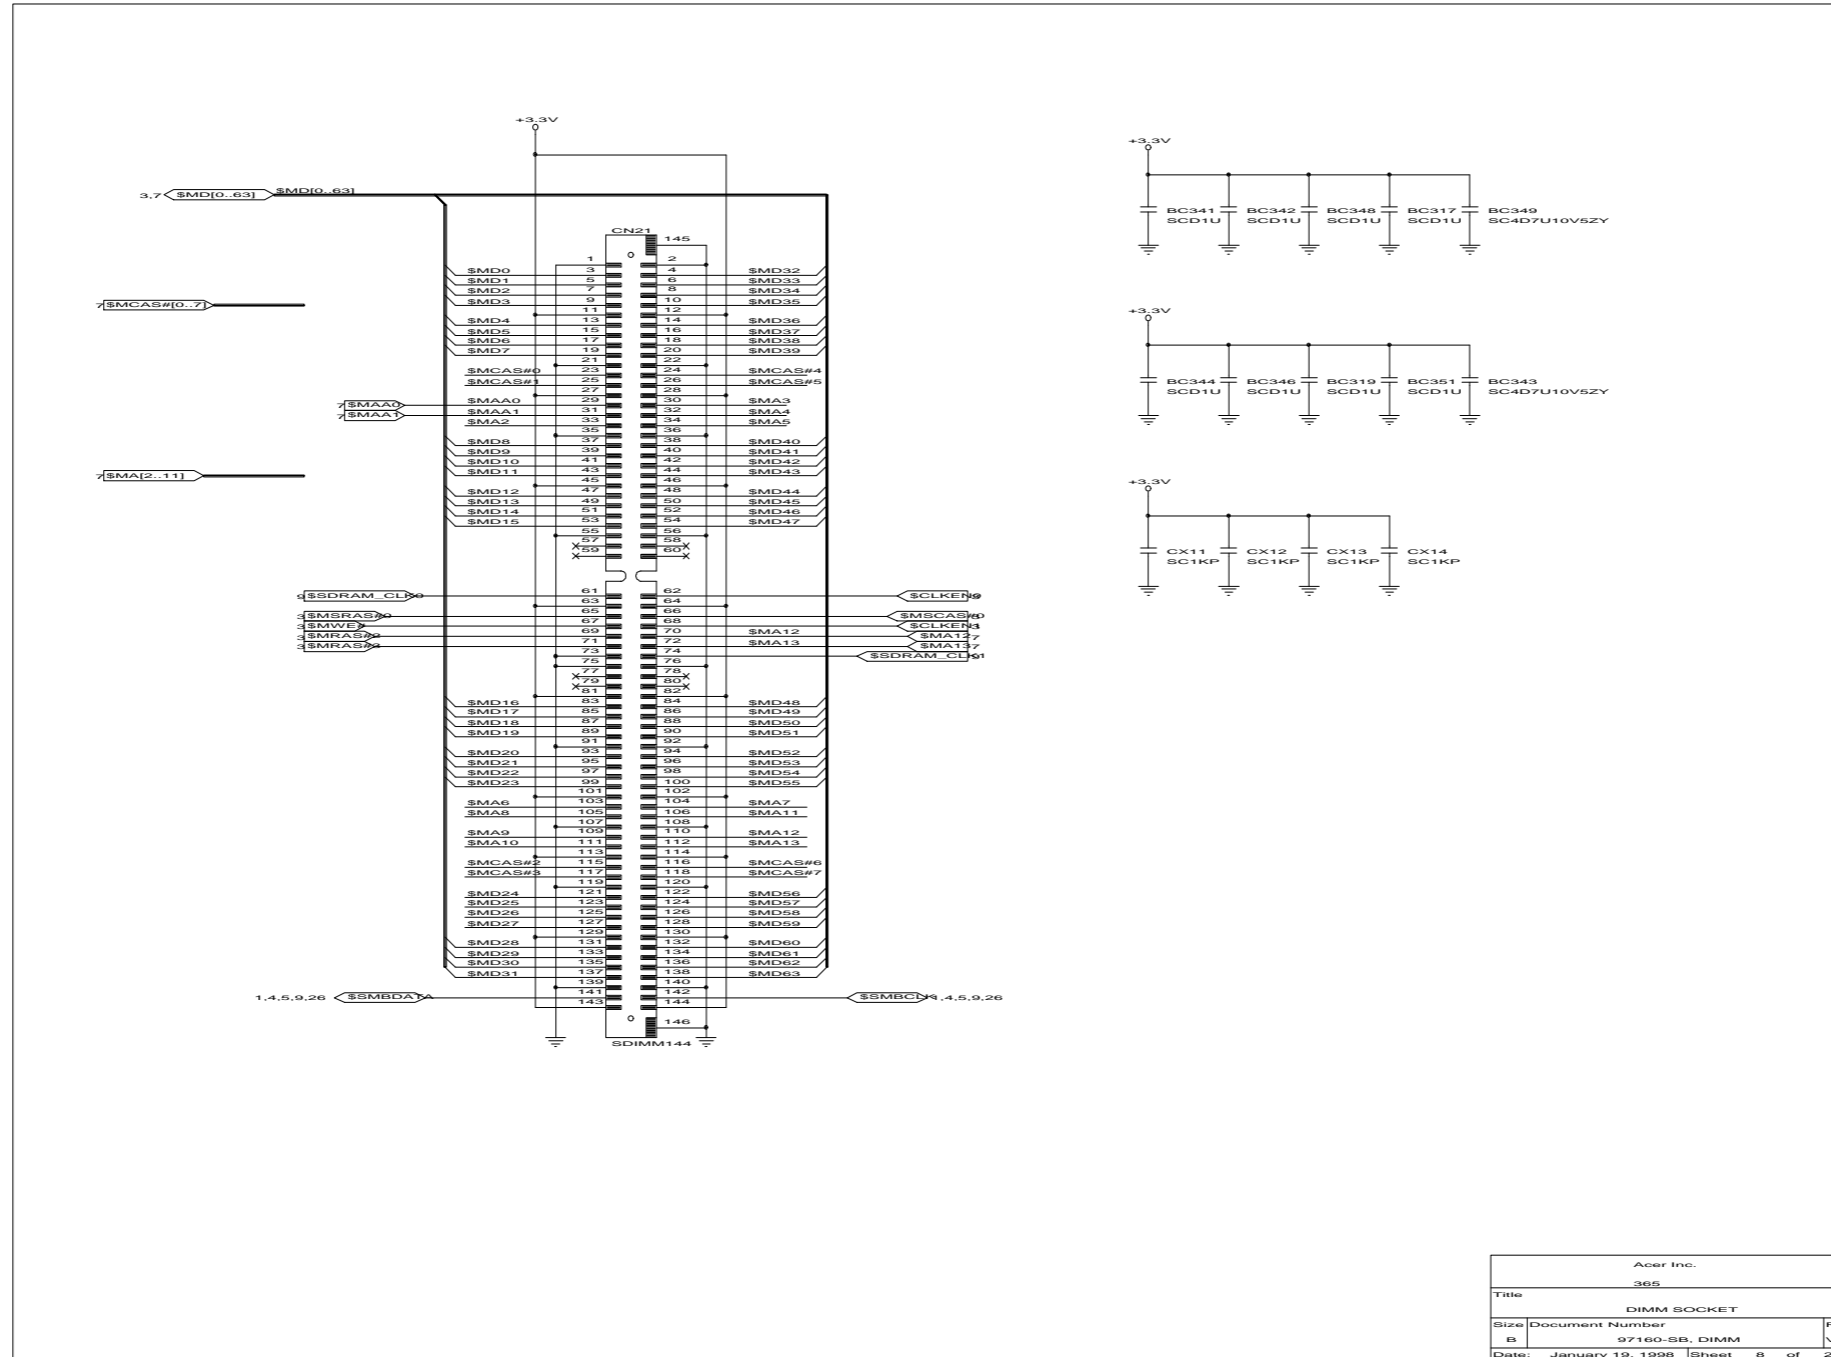 +3.3V
3,7 $MD[0..63] $MD[0..63]
CN21
145
1 2
$MD0 3 4 $MD32
$MD1 5 6 $MD33
$MD2 7 8 $MD34
$MD3 9 10 $MD35
11 12
$MD4 13 14 $MD36
$MD5 15 16 $MD37
$MD6 17 18 $MD38
$MD7 19 20 $MD39
21 22
$MCAS#0 23 24 $MCAS#4
$MCAS#1 25 26 $MCAS#5
27 28
7 $MAA0 $MAA0 29 30 $MA3
7 $MAA1 $MAA1 31 32 $MA4
$MA2 33 34 $MA5
35 36
$MD8 37 38 $MD40
$MD9 39 40 $MD41
$MD10 41 42 $MD42
$MD11 43 44 $MD43
45 46
$MD12 47 48 $MD44
$MD13 49 50 $MD45
$MD14 51 52 $MD46
$MD15 53 54 $MD47
55 56
57 58
59 60
7 $MCAS#[0..7]
7 $MA[2..11]
9 $SDRAM_CLK0 61 62 $CLKEN0
63 64
3 $MSRAS#0 65 66 $MSCAS#0
3 $MWE# 67 68 $CLKEN1
3 69 70 $MA12 $MA12 7
3 71 72 $MA13 $MA13 7
73 74 $SDRAM_CLK1
75 76
77 78
79 80
81 82
$MD16 83 84 $MD48
$MD17 85 86 $MD49
$MD18 87 88 $MD50
$MD19 89 90 $MD51
91 92
$MD20 93 94 $MD52
$MD21 95 96 $MD53
$MD22 97 98 $MD54
$MD23 99 100 $MD55
101 102
$MA6 103 104 $MA7
$MA8 105 106 $MA11
107 108
$MA9 109 110 $MA12
$MA10 111 112 $MA13
113 114
$MCAS#2 115 116 $MCAS#6
$MCAS#3 117 118 $MCAS#7
119 120
$MD24 121 122 $MD56
$MD25 123 124 $MD57
$MD26 125 126 $MD58
$MD27 127 128 $MD59
129 130
$MD28 131 132 $MD60
$MD29 133 134 $MD61
$MD30 135 136 $MD62
$MD31 137 138 $MD63
139 140
1,4,5,9,26 $SMBDATA 141 142 $SMBCLK 1,4,5,9,26
143 144
146
SDIMM144
+3.3V
BC341 BC342 BC348 BC317 BC349
SCD1U SCD1U SCD1U SCD1U SC4D7U10V5ZY
+3.3V
BC344 BC346 BC319 BC351 BC343
SCD1U SCD1U SCD1U SCD1U SC4D7U10V5ZY
+3.3V
CX11 CX12 CX13 CX14
SC1KP SC1KP SC1KP SC1KP
Acer Inc.
365
Title
DIMM SOCKET
Size Document Number
B 97160-SB, DIMM
Date: January 19, 1998 Sheet 8 of 2